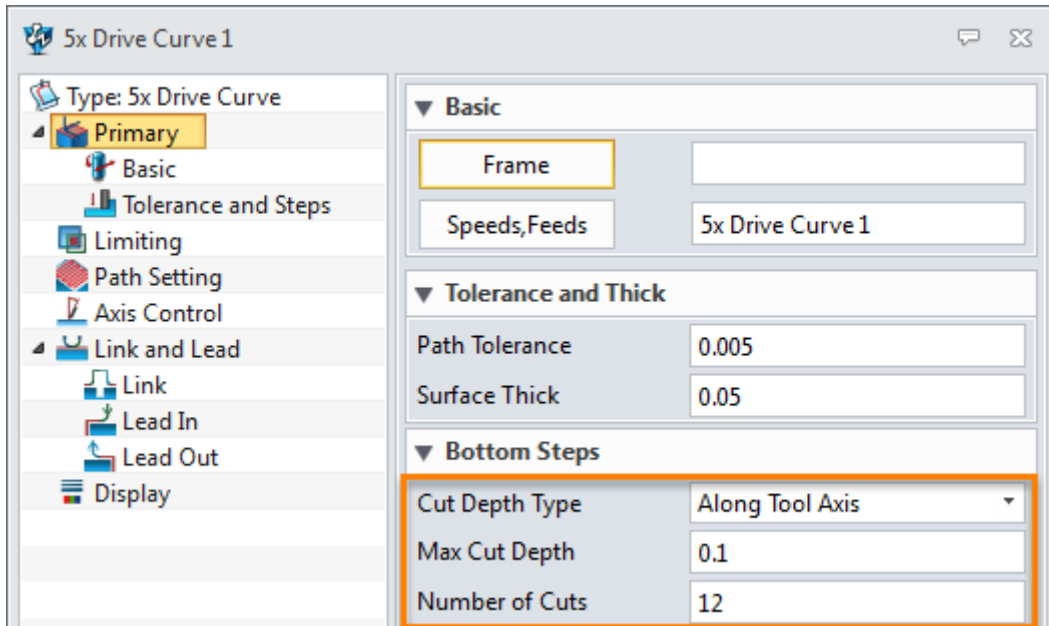 5x Drive Curve 1
Type: 5x Drive Curve
Primary
Basic
Tolerance and Steps
Limiting
Path Setting
Axis Control
Link and Lead
Link
Lead In
Lead Out
Display
Basic
Frame
Speeds,Feeds 5x Drive Curve 1
Tolerance and Thick
Path Tolerance 0.005
Surface Thick 0.05
Bottom Steps
Cut Depth Type Along Tool Axis
Max Cut Depth 0.1
Number of Cuts 12